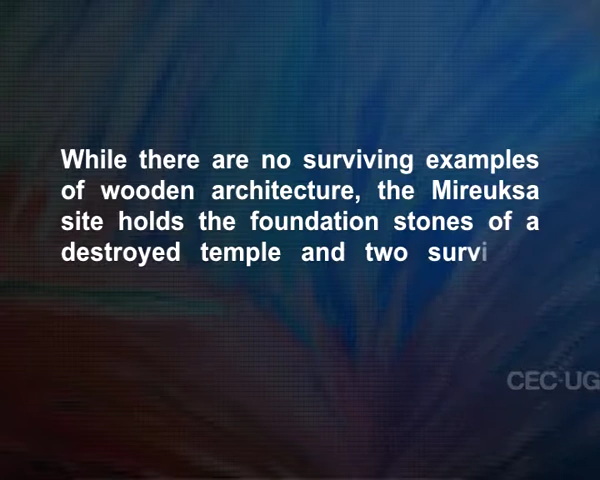 While there are no surviving examples
of wooden architecture, the Mireuksa
site holds the foundation stones of a
destroyed temple and two survi
CEC-UG